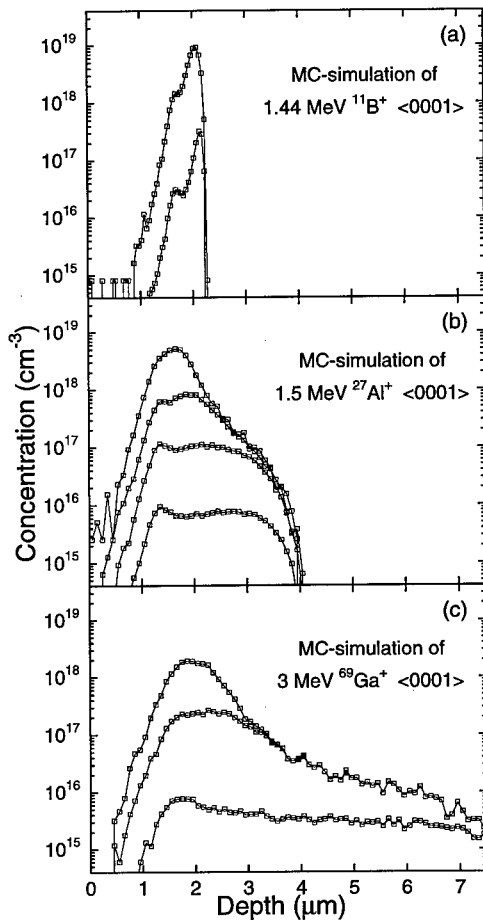 (a)
MC-simulation of
1.44 MeV ¹¹B⁺ <0001>
10¹⁹
10¹⁸
10¹⁷
10¹⁶
10¹⁵
(b)
MC-simulation of
1.5 MeV ²⁷Al⁺ <0001>
10¹⁹
10¹⁸
10¹⁷
10¹⁶
10¹⁵
Concentration (cm⁻³)
(c)
MC-simulation of
3 MeV ⁶⁹Ga⁺ <0001>
10¹⁹
10¹⁸
10¹⁷
10¹⁶
10¹⁵
0 1 2 3 4 5 6 7
Depth (μm)